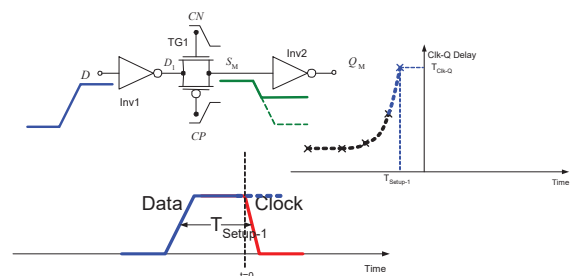 CN
TG1
D
D1
SM
QM
Inv1
Inv2
CP
Clk-Q Delay
TClk-Q
TSetup-1
Time
Data
Clock
TSetup-1
Time
t=0